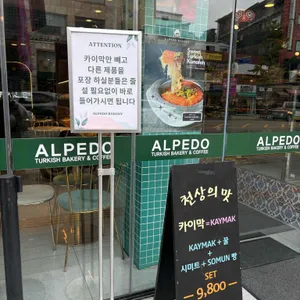 ATTENTION
카이막만 빼고
다른 제품을
포장 하실분들은 줄
설 필요없이 바로
들어가시면 됩니다
ALPEDO BAKERY
ALPEDO
TURKISH BAKERY & COFFEE
ALPEDO
TURKISH BAKERY & COFFEE
천상의 맛
카이막=KAYMAK
KAYMAK + 꿀
+
시미트 + SOMUN 빵
SET
9,800